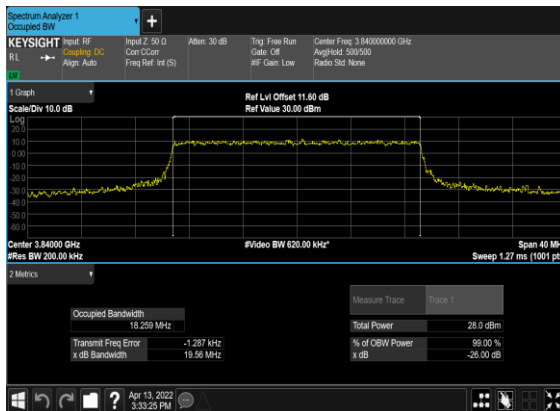 Spectrum Analyzer 1
Occupied BW
KEYSIGHT
RL
Input: RF
Coupling: DC
Align: Auto
Input Z: 50 Ω
Corr CCorr
Freq Ref: Int (S)
Atten: 30 dB
Trig: Free Run
Gate: Off
#IF Gain: Low
Center Freq: 3.840000000 GHz
Avg|Hold: 500/500
Radio Std: None
1 Graph
Scale/Div 10.0 dB
Ref Lvl Offset 11.60 dB
Ref Value 30.00 dBm
Log
20.0
10.0
0.00
-10.0
-20.0
-30.0
-40.0
-50.0
-60.0
Center 3.84000 GHz
#Res BW 200.00 kHz
#Video BW 620.00 kHz*
Span 40 MH
Sweep 1.27 ms (1001 pts
2 Metrics
Measure Trace Trace 1
Occupied Bandwidth
18.259 MHz
Total Power 28.0 dBm
Transmit Freq Error -1.287 kHz
% of OBW Power 99.00 %
x dB Bandwidth 19.56 MHz
x dB -26.00 dB
Apr 13, 2022
3:33:25 PM